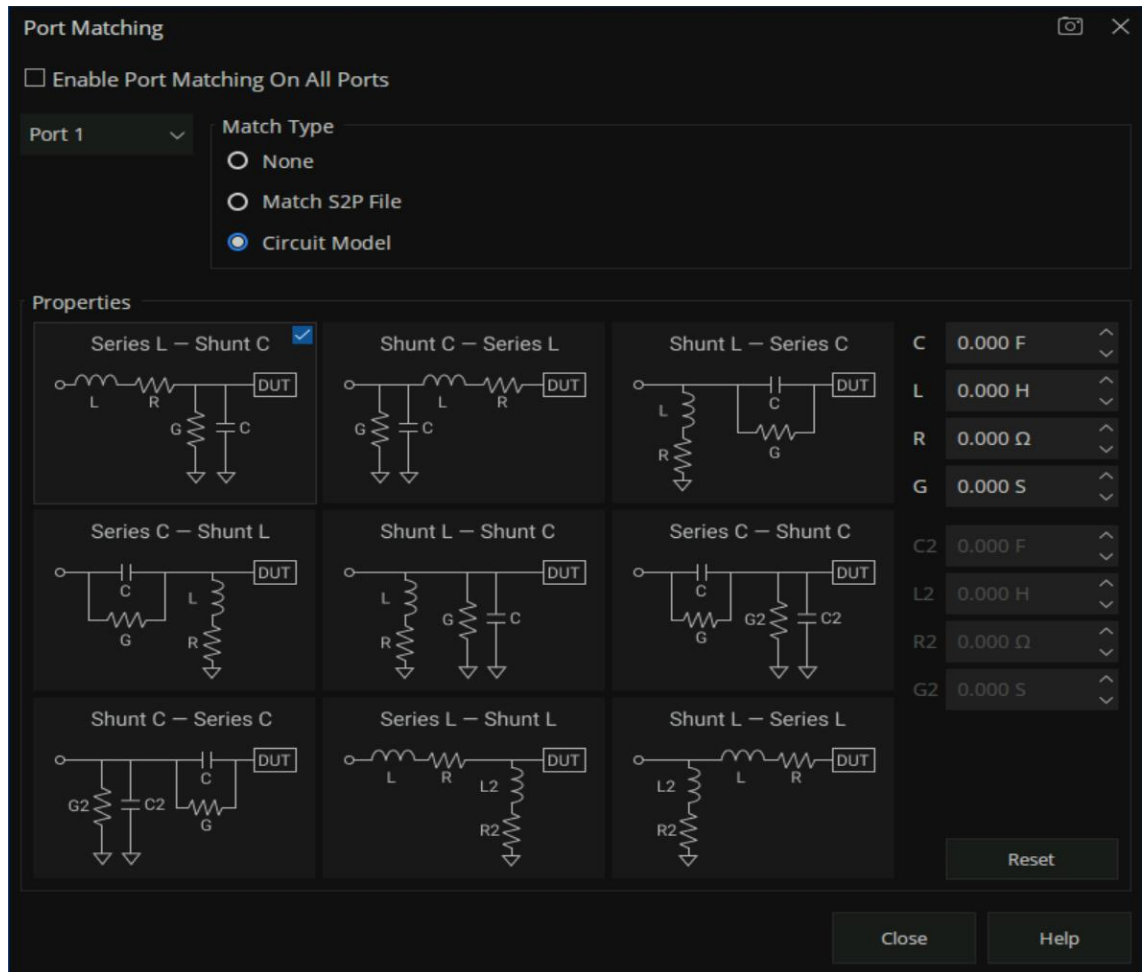 Port Matching
Enable Port Matching On All Ports
Port 1
Match Type
None
Match S2P File
Circuit Model
Properties
Series L — Shunt C
L
R
G
C
DUT
Shunt C — Series L
G
C
L
R
DUT
Shunt L — Series C
L
R
C
G
DUT
Series C — Shunt L
C
G
L
R
DUT
Shunt L — Shunt C
L
R
G
C
DUT
Series C — Shunt C
C
G
G2
C2
DUT
Shunt C — Series C
G2
C2
C
G
DUT
Series L — Shunt L
L
R
L2
R2
DUT
Shunt L — Series L
L2
R2
L
R
DUT
C 0.000 F
L 0.000 H
R 0.000 Ω
G 0.000 S
C2 0.000 F
L2 0.000 H
R2 0.000 Ω
G2 0.000 S
Reset
Close
Help